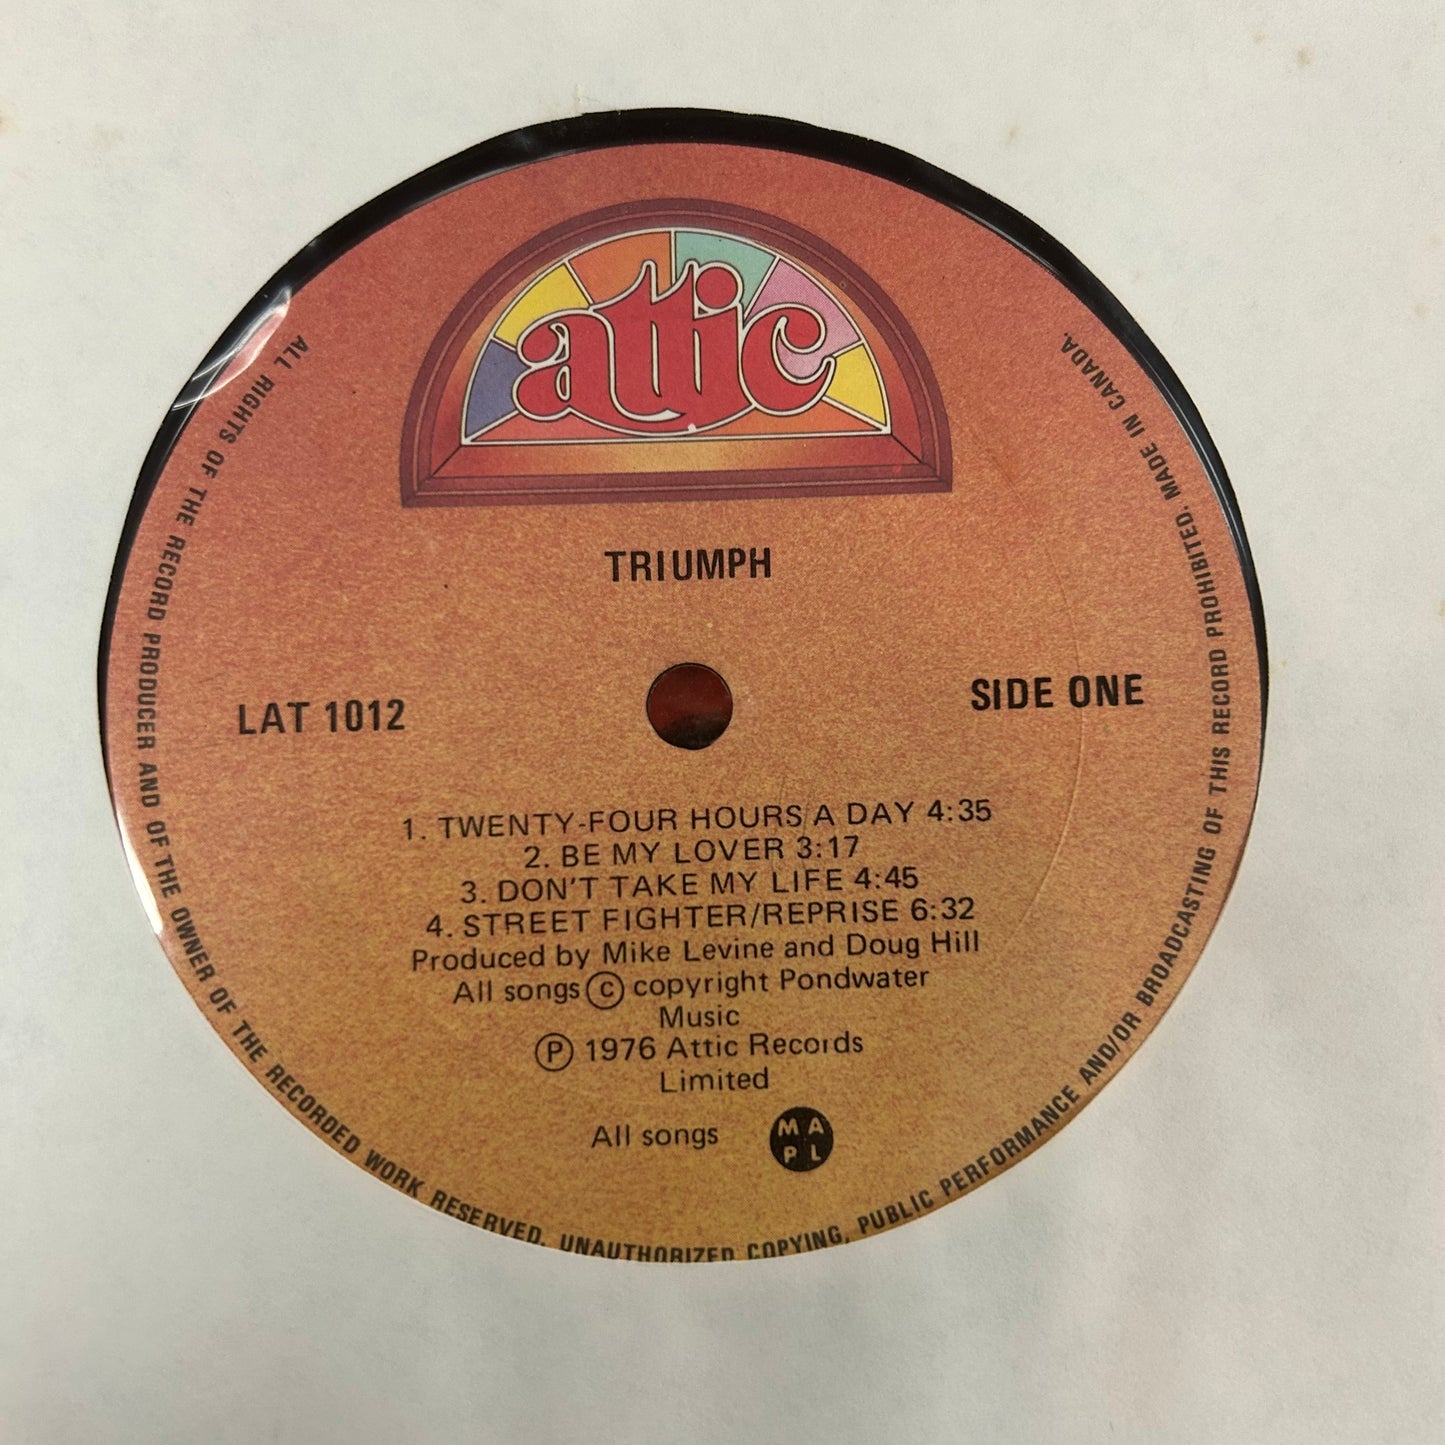 attic
TRIUMPH
LAT 1012
SIDE ONE
1. TWENTY-FOUR HOURS A DAY 4:35
2. BE MY LOVER 3:17
3. DON'T TAKE MY LIFE 4:45
4. STREET FIGHTER/REPRISE 6:32
Produced by Mike Levine and Doug Hill
All songs © copyright Pondwater
Music
℗ 1976 Attic Records
Limited
All songs
MA
PL
ALL RIGHTS OF THE RECORD PRODUCER AND OF THE OWNER OF THE RECORDED WORK RESERVED. UNAUTHORIZED COPYING, PUBLIC PERFORMANCE AND/OR BROADCASTING OF THIS RECORD PROHIBITED. MADE IN CANADA.